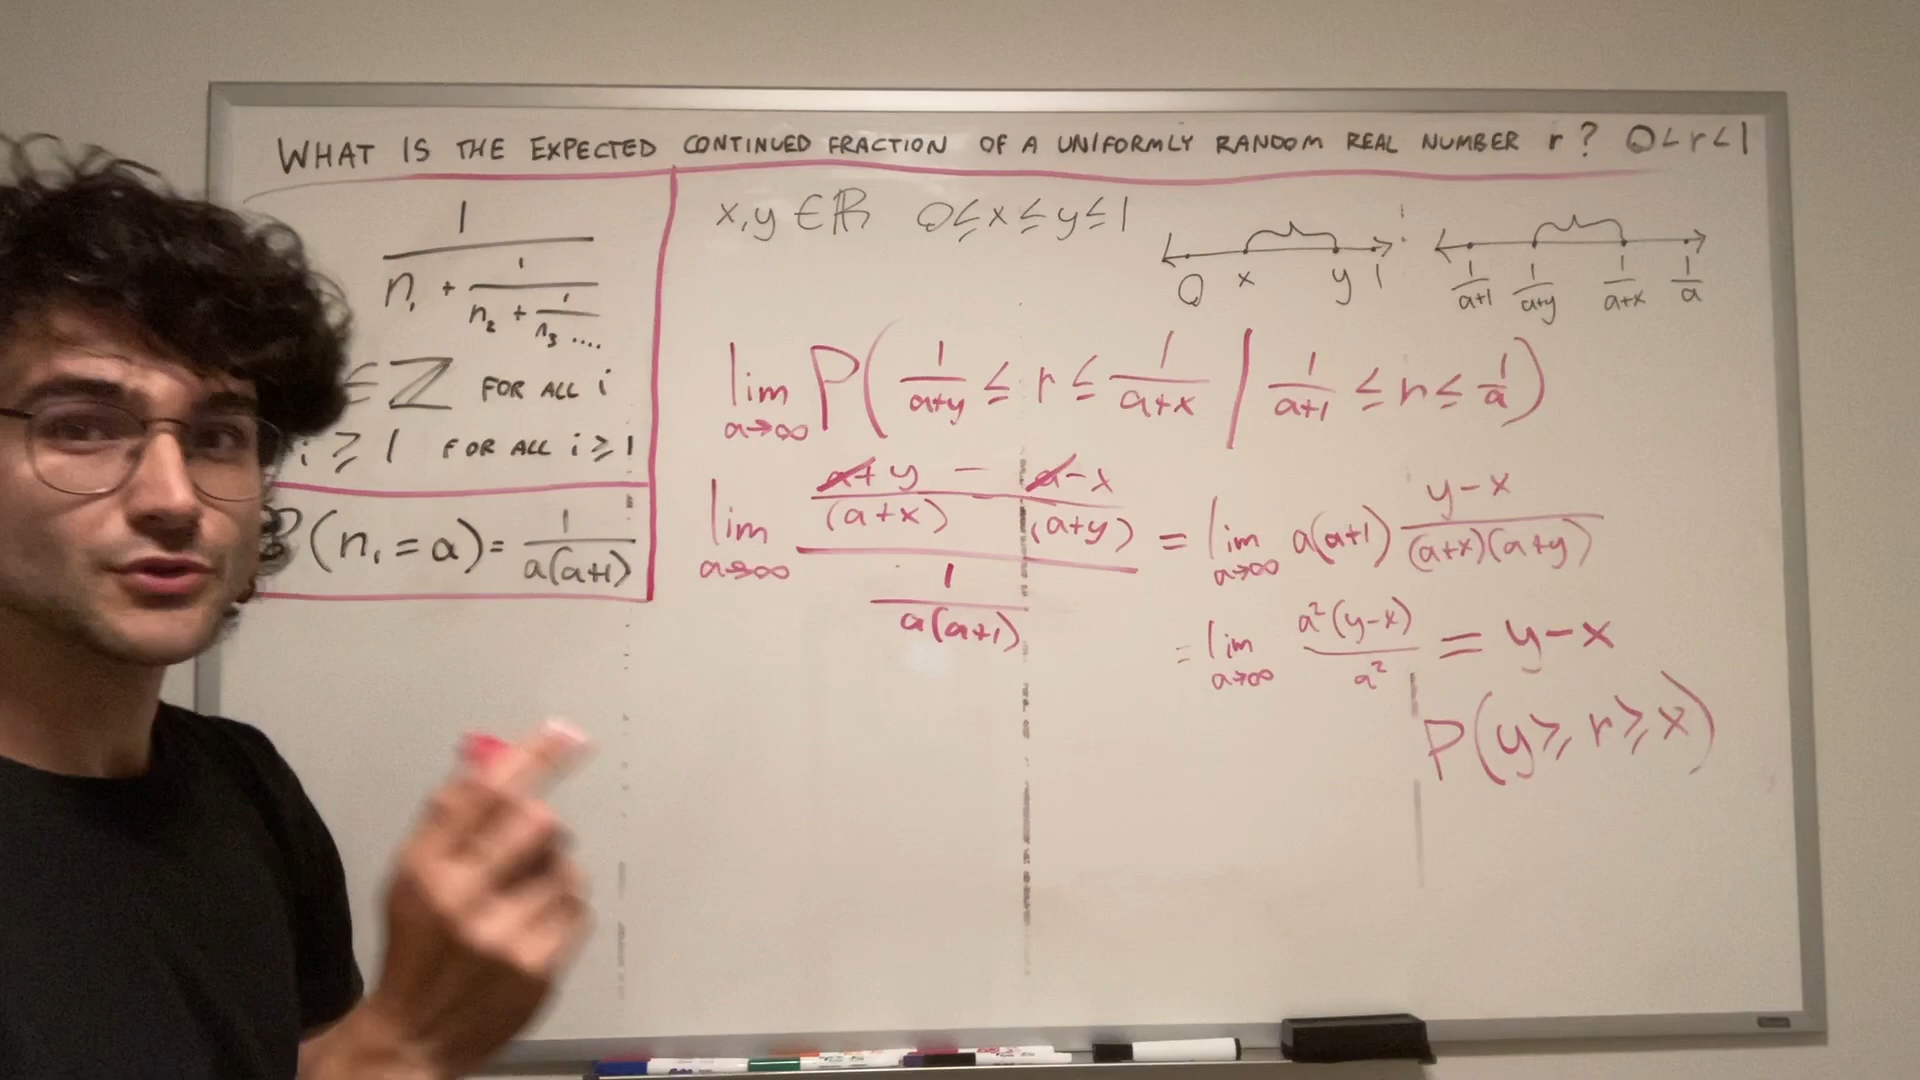 WHAT IS THE EXPECTED CONTINUED FRACTION OF A UNIFORMLY RANDOM REAL NUMBER r? 0<r<1
1
n₁ + 1
n₂ + 1
n₃ ....
∈ ℤ FOR ALL i
i ≥ 1 FOR ALL i ≥ 1
P(n₁ = a) = 1/a(a+1)
x, y ∈ ℝ 0 ≤ x ≤ y ≤ 1
0 x y 1
1/a+1 1/a+y 1/a+x 1/a
lim a→∞ P( 1/a+y ≤ r ≤ 1/a+x | 1/a+1 ≤ r ≤ 1/a )
lim a→∞ a+y - a-x / (a+x) (a+y) / 1/a(a+1) = lim a→∞ a(a+1) y-x/(a+x)(a+y)
= lim a→∞ a²(y-x)/a² = y-x
P(y ≥ r ≥ x)